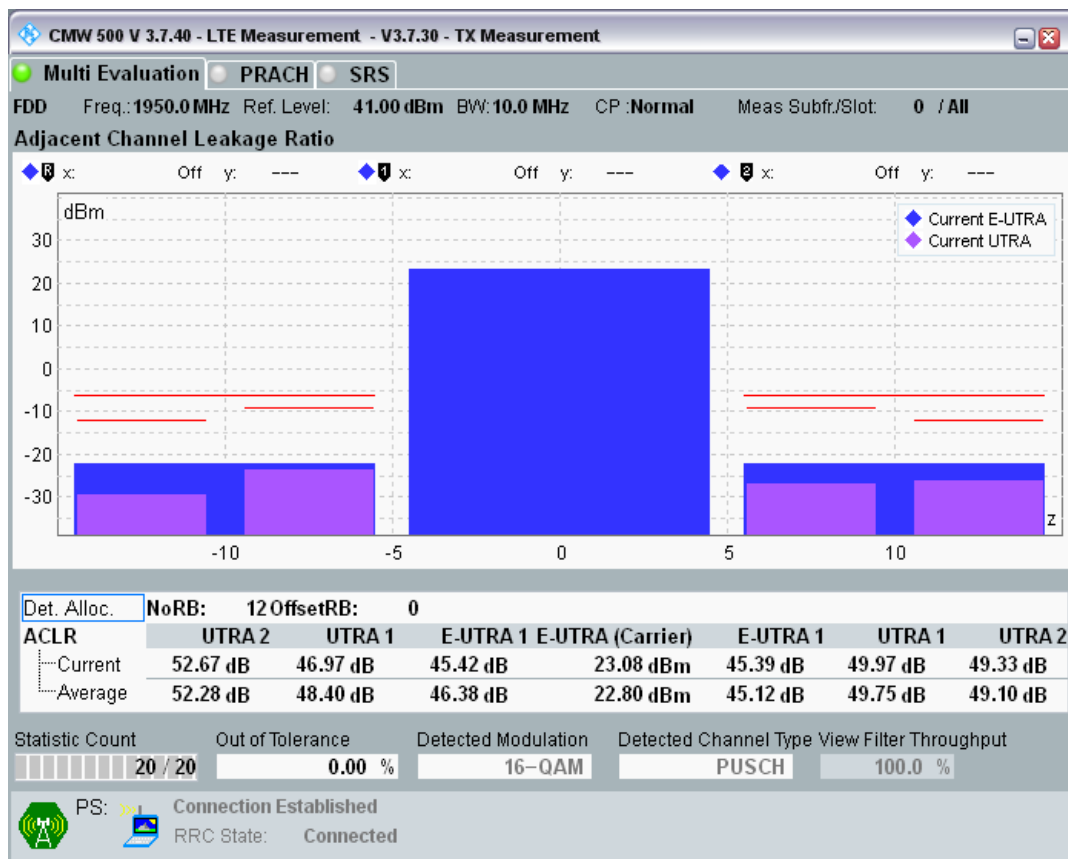 CMW 500 V 3.7.40 - LTE Measurement - V3.7.30 - TX Measurement
Multi Evaluation PRACH SRS
FDD Freq.:1950.0 MHz Ref. Level: 41.00 dBm BW:10.0 MHz CP :Normal Meas Subfr./Slot: 0 / All
Adjacent Channel Leakage Ratio
R x: Off y: --- 1 x: Off y: --- 2 x: Off y: ---
dBm
Current E-UTRA
Current UTRA
30
20
10
0
-10
-20
-30
z
-10 -5 0 5 10
Det. Alloc. NoRB: 12 OffsetRB: 0
ACLR UTRA 2 UTRA 1 E-UTRA 1 E-UTRA (Carrier) E-UTRA 1 UTRA 1 UTRA 2
Current 52.67 dB 46.97 dB 45.42 dB 23.08 dBm 45.39 dB 49.97 dB 49.33 dB
Average 52.28 dB 48.40 dB 46.38 dB 22.80 dBm 45.12 dB 49.75 dB 49.10 dB
Statistic Count Out of Tolerance Detected Modulation Detected Channel Type View Filter Throughput
20 / 20 0.00 % 16-QAM PUSCH 100.0 %
PS: Connection Established
RRC State: Connected